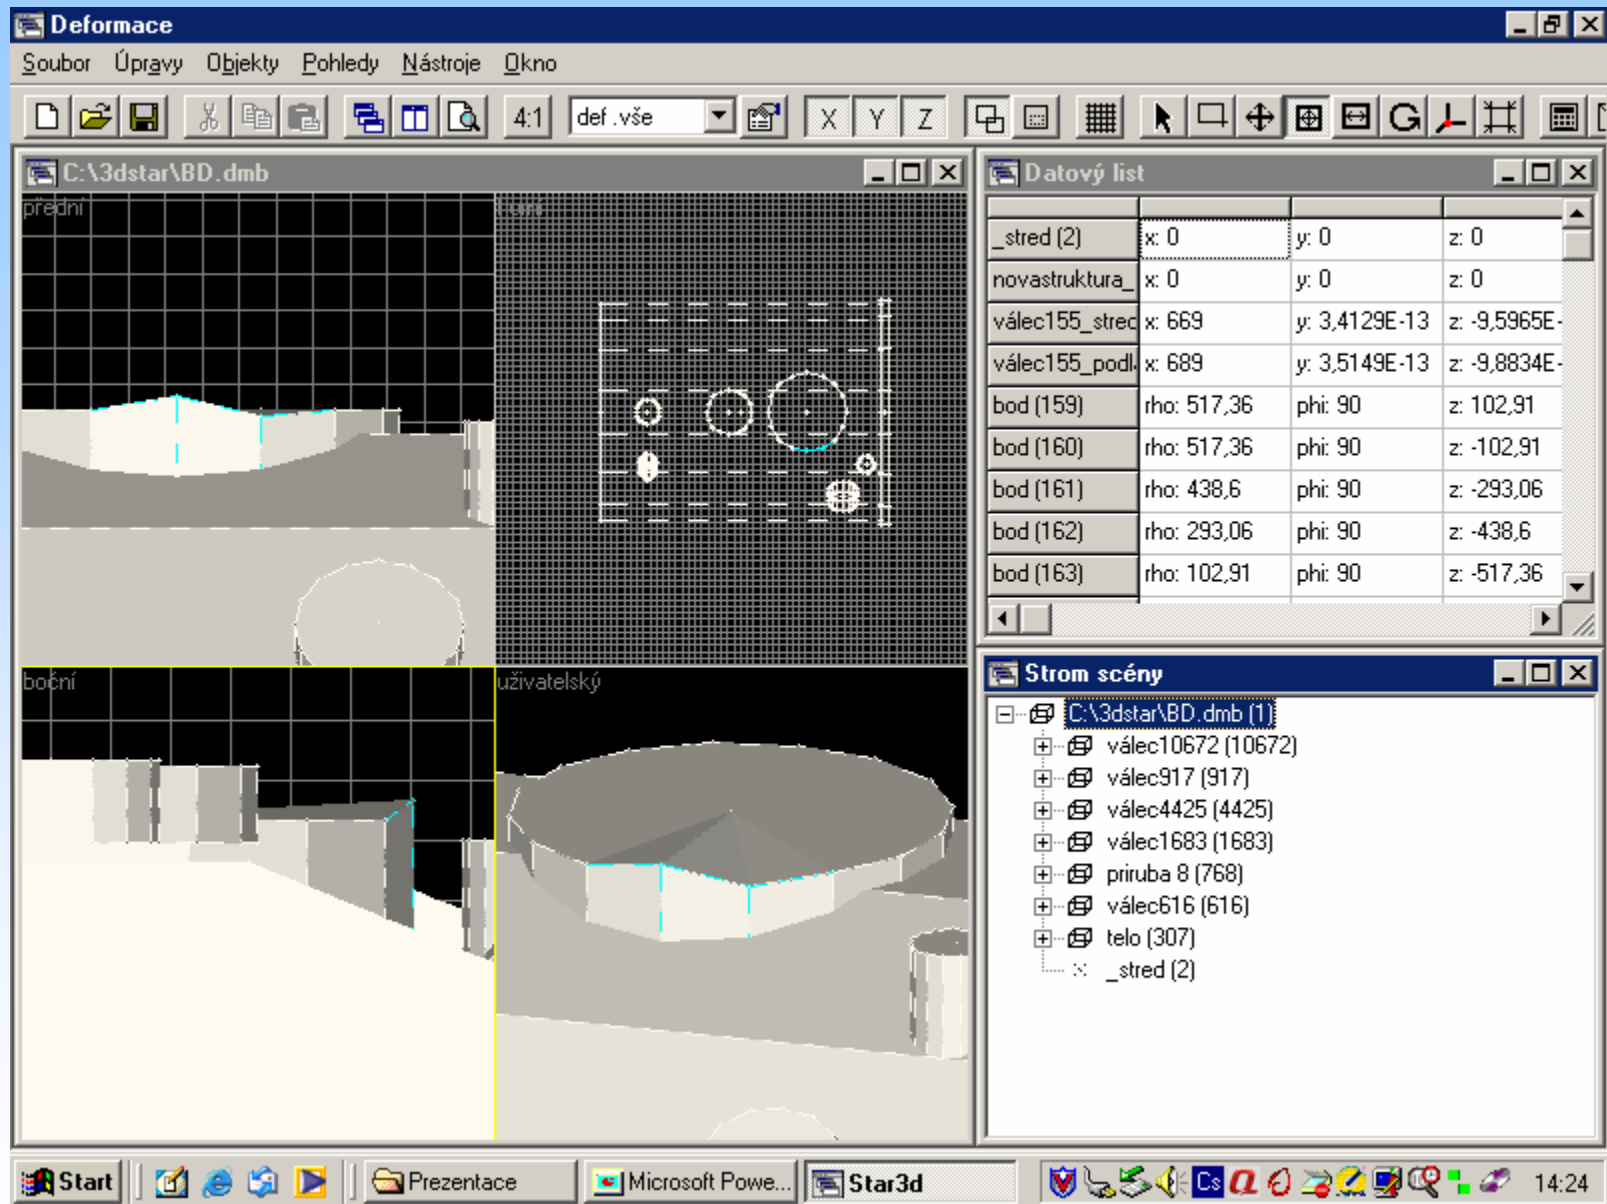 Deformace
Soubor Úpravy Objekty Pohledy Nástroje Okno
4:1 def .vše X Y Z
C:\3dstar\BD.dmb
přední
boční
uživatelský
Datový list
_stred (2) x: 0 y: 0 z: 0
novastruktura_ x: 0 y: 0 z: 0
válec155_stred x: 669 y: 3,4129E-13 z: -9,5965E-
válec155_podl x: 689 y: 3,5149E-13 z: -9,8834E-
bod (159) rho: 517,36 phi: 90 z: 102,91
bod (160) rho: 517,36 phi: 90 z: -102,91
bod (161) rho: 438,6 phi: 90 z: -293,06
bod (162) rho: 293,06 phi: 90 z: -438,6
bod (163) rho: 102,91 phi: 90 z: -517,36
Strom scény
C:\3dstar\BD.dmb (1)
válec10672 (10672)
válec917 (917)
válec4425 (4425)
válec1683 (1683)
priruba 8 (768)
válec616 (616)
telo (307)
_stred (2)
Start Prezentace Microsoft Powe... Star3d Cs 14:24